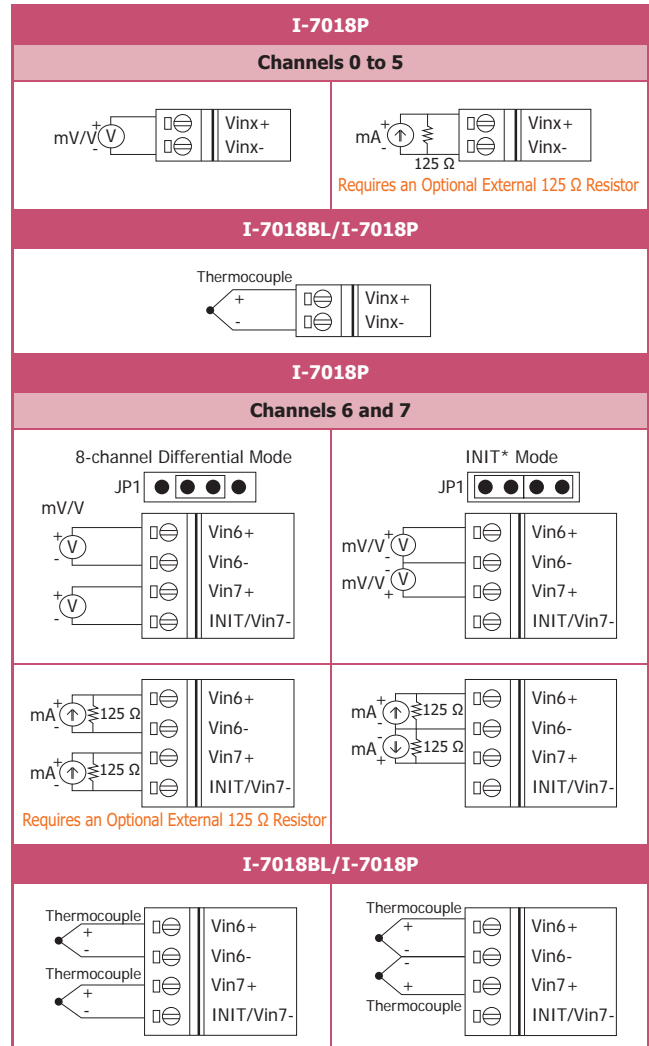 I-7018P
Channels 0 to 5
mV/V
+
-
V
Vinx+
Vinx-
mA
+
-
125 Ω
Vinx+
Vinx-
Requires an Optional External 125 Ω Resistor
I-7018BL/I-7018P
Thermocouple
+
-
Vinx+
Vinx-
I-7018P
Channels 6 and 7
8-channel Differential Mode
JP1
mV/V
+
V
-
+
V
-
Vin6+
Vin6-
Vin7+
INIT/Vin7-
INIT* Mode
JP1
mV/V
+
V
-
mV/V
-
V
+
Vin6+
Vin6-
Vin7+
INIT/Vin7-
mA
+
-
125 Ω
mA
+
-
125 Ω
Vin6+
Vin6-
Vin7+
INIT/Vin7-
Requires an Optional External 125 Ω Resistor
mA
+
-
125 Ω
mA
-
+
125 Ω
Vin6+
Vin6-
Vin7+
INIT/Vin7-
I-7018BL/I-7018P
Thermocouple
+
-
Thermocouple
+
-
Vin6+
Vin6-
Vin7+
INIT/Vin7-
Thermocouple
+
-
-
+
Thermocouple
Vin6+
Vin6-
Vin7+
INIT/Vin7-